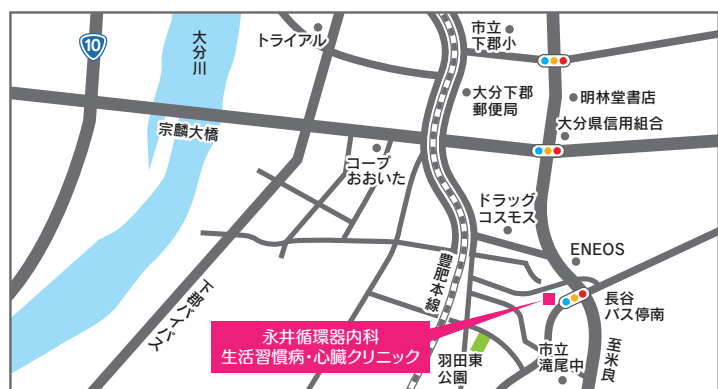 10
大分川
トライアル
市立
下郡小
大分下郡
郵便局
明林堂書店
大分県信用組合
宗麟大橋
コープ
おおいた
ドラッグ
コスモス
ENEOS
豊肥本線
下郡バイパス
長谷
バス停南
永井循環器内科
生活習慣病・心臓クリニック
羽田東
公園
市立
滝尾中
至米良